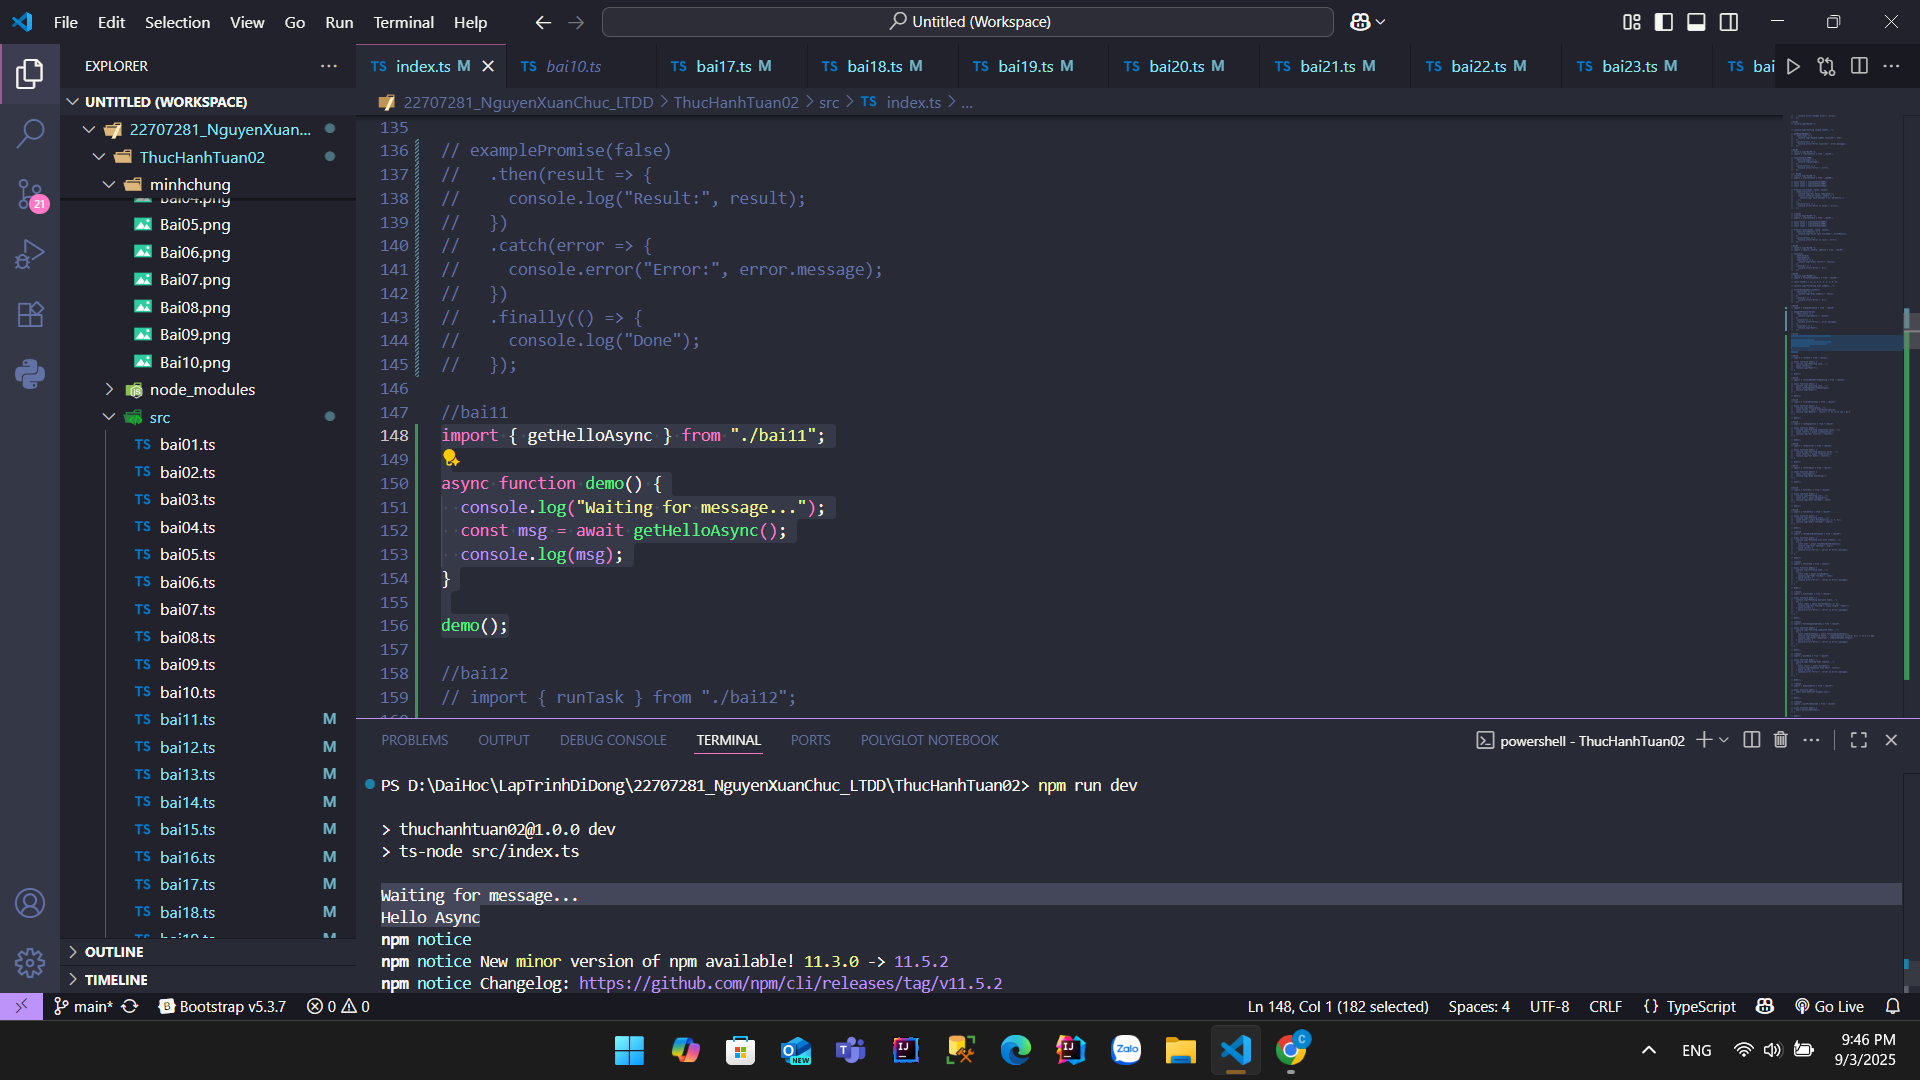 File Edit Selection View Go Run Terminal Help
Untitled (Workspace)
EXPLORER
UNTITLED (WORKSPACE)
22707281_NguyenXuan...
ThucHanhTuan02
minhchung
Bai04.png
Bai05.png
Bai06.png
Bai07.png
Bai08.png
Bai09.png
Bai10.png
node_modules
src
bai01.ts
bai02.ts
bai03.ts
bai04.ts
bai05.ts
bai06.ts
bai07.ts
bai08.ts
bai09.ts
bai10.ts
bai11.ts M
bai12.ts M
bai13.ts M
bai14.ts M
bai15.ts M
bai16.ts M
bai17.ts M
bai18.ts M
OUTLINE
TIMELINE
21
TS index.ts M TS bai10.ts TS bai17.ts M TS bai18.ts M TS bai19.ts M TS bai20.ts M TS bai21.ts M TS bai22.ts M TS bai23.ts M TS bai
22707281_NguyenXuanChuc_LTDD > ThucHanhTuan02 > src > TS index.ts > ...
135
136 // examplePromise(false)
137 //   .then(result => {
138 //     console.log("Result:", result);
139 //   })
140 //   .catch(error => {
141 //     console.error("Error:", error.message);
142 //   })
143 //   .finally(() => {
144 //     console.log("Done");
145 //   });
146
147 //bai11
148 import { getHelloAsync } from "./bai11";
149
150 async function demo() {
151   console.log("Waiting for message...");
152   const msg = await getHelloAsync();
153   console.log(msg);
154 }
155
156 demo();
157
158 //bai12
159 // import { runTask } from "./bai12";
PROBLEMS OUTPUT DEBUG CONSOLE TERMINAL PORTS POLYGLOT NOTEBOOK
powershell - ThucHanhTuan02
PS D:\DaiHoc\LapTrinhDiDong\22707281_NguyenXuanChuc_LTDD\ThucHanhTuan02> npm run dev
> thuchanhtuan02@1.0.0 dev
> ts-node src/index.ts
Waiting for message...
Hello Async
npm notice
npm notice New minor version of npm available! 11.3.0 -> 11.5.2
npm notice Changelog: https://github.com/npm/cli/releases/tag/v11.5.2
main* Bootstrap v5.3.7 0 0
Ln 148, Col 1 (182 selected) Spaces: 4 UTF-8 CRLF {} TypeScript Go Live
ENG
9:46 PM
9/3/2025